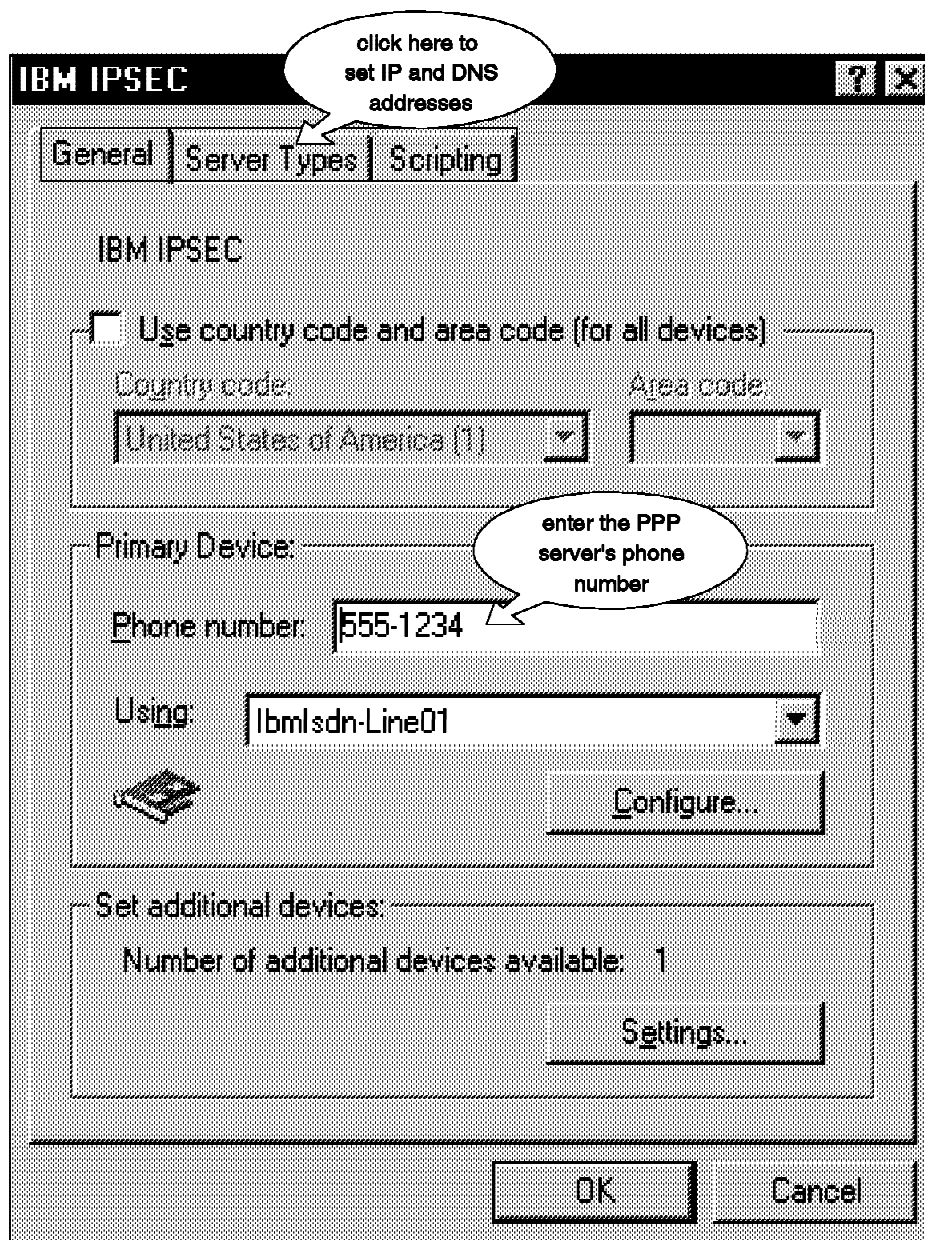 click here to
set IP and DNS
addresses
IBM IPSEC
General Server Types Scripting
IBM IPSEC
Use country code and area code (for all devices)
Country code: Area code:
United States of America (1)
enter the PPP
server's phone
number
Primary Device:
Phone number: 555-1234
Using: IbmIsdn-Line01
Configure...
Set additional devices:
Number of additional devices available: 1
Settings...
OK Cancel